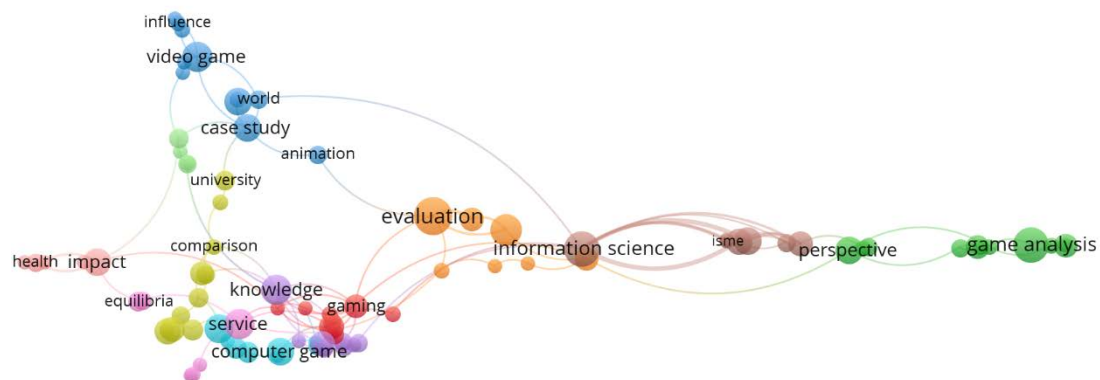 influence
video game
world
case study
animation
university
evaluation
comparison
information science
isme
perspective
game analysis
health
impact
equilibria
knowledge
gaming
service
computer game